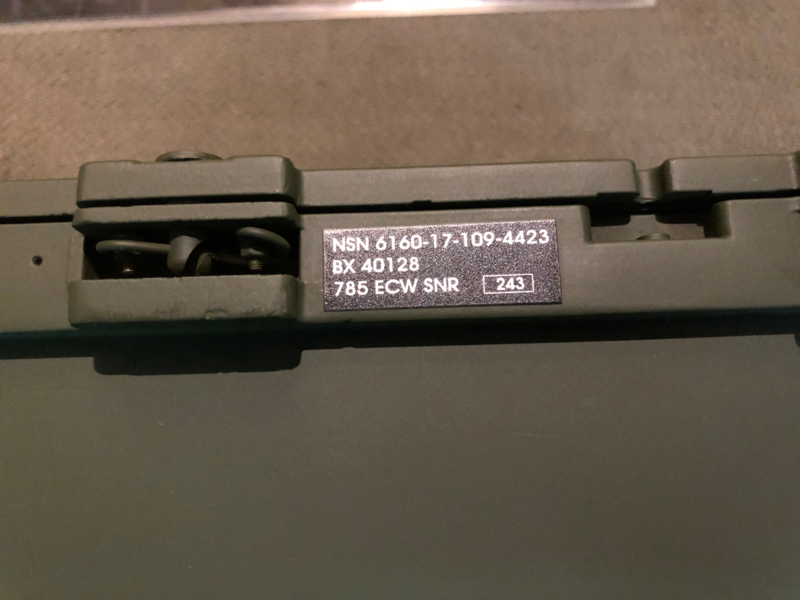 NSN 6160-17-109-4423
BX 40128
785 ECW SNR 243